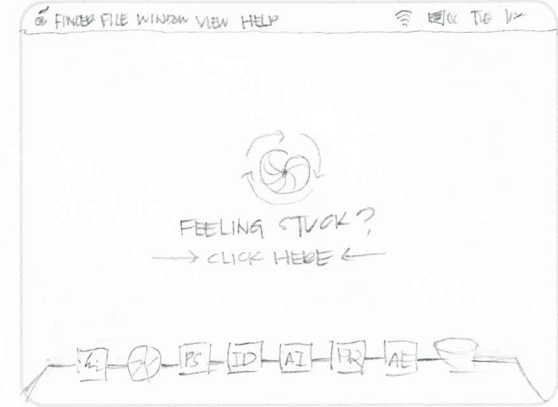 FINDER FILE WINDOW VIEW HELP
FEELING STUCK?
CLICK HERE
PS ID AI PR AE